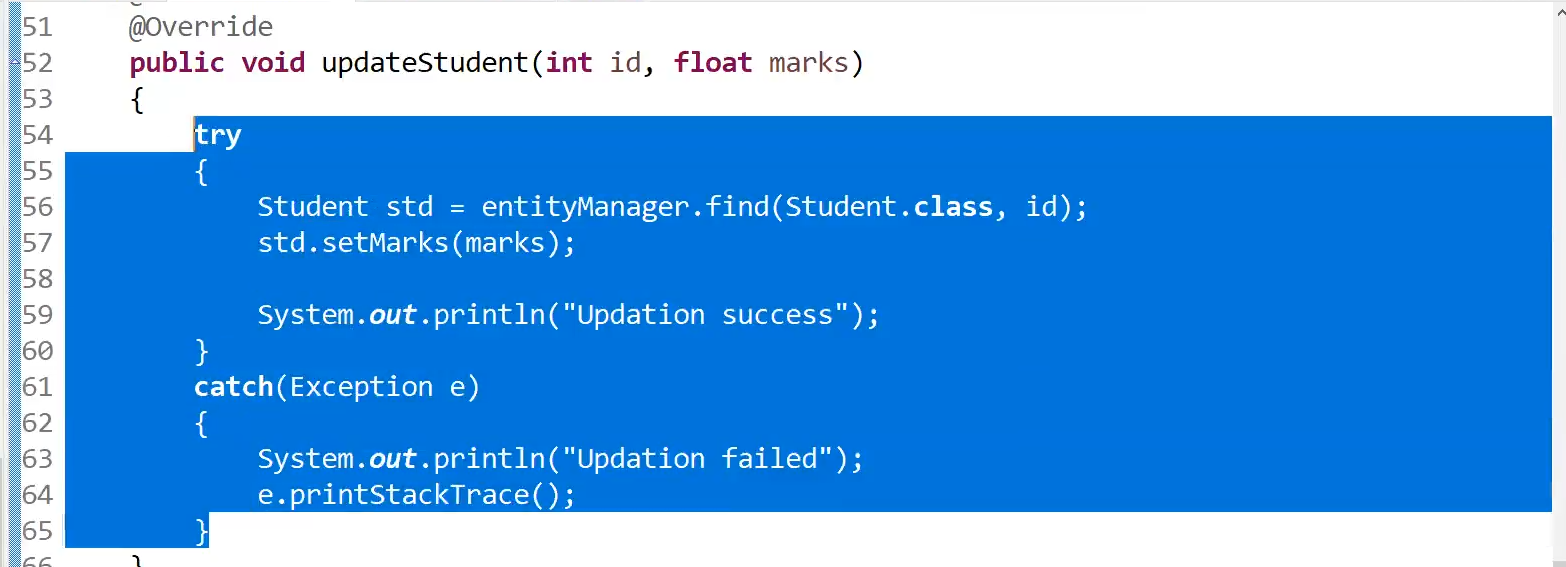 51 @Override
52 public void updateStudent(int id, float marks)
53 {
54 try
55 {
56 Student std = entityManager.find(Student.class, id);
57 std.setMarks(marks);
58
59 System.out.println("Updation success");
60 }
61 catch(Exception e)
62 {
63 System.out.println("Updation failed");
64 e.printStackTrace();
65 }
66 }